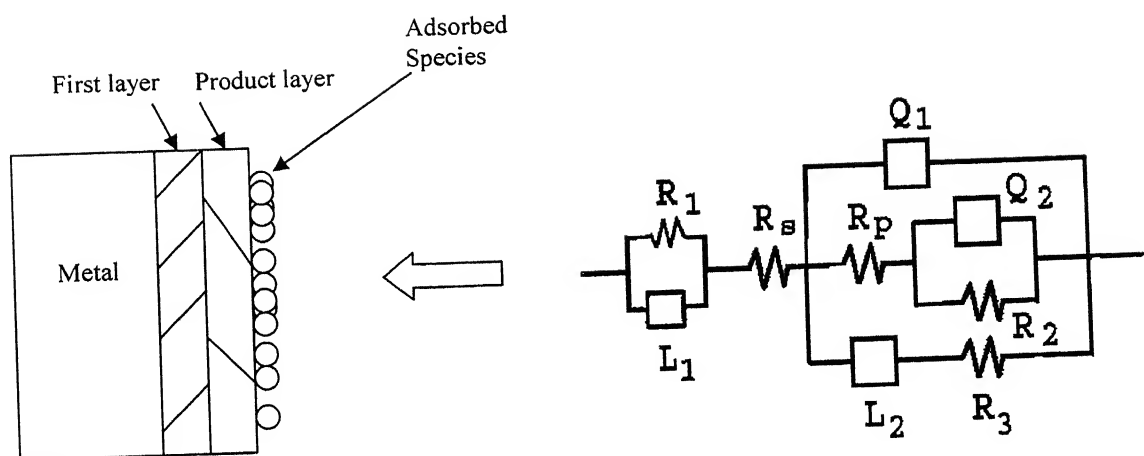 Adsorbed
Species
First layer
Product layer
Metal
Q₁
R₁
Rₛ
Rₚ
Q₂
L₁
R₂
L₂
R₃